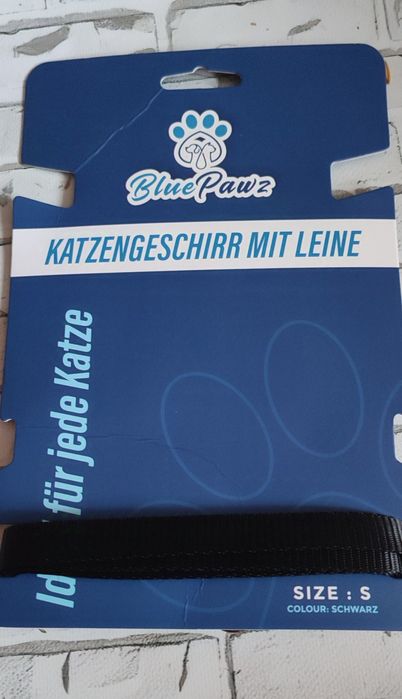 BluePawz
KATZENGESCHIRR MIT LEINE
für jede Katze
SIZE : S
COLOUR: SCHWARZ